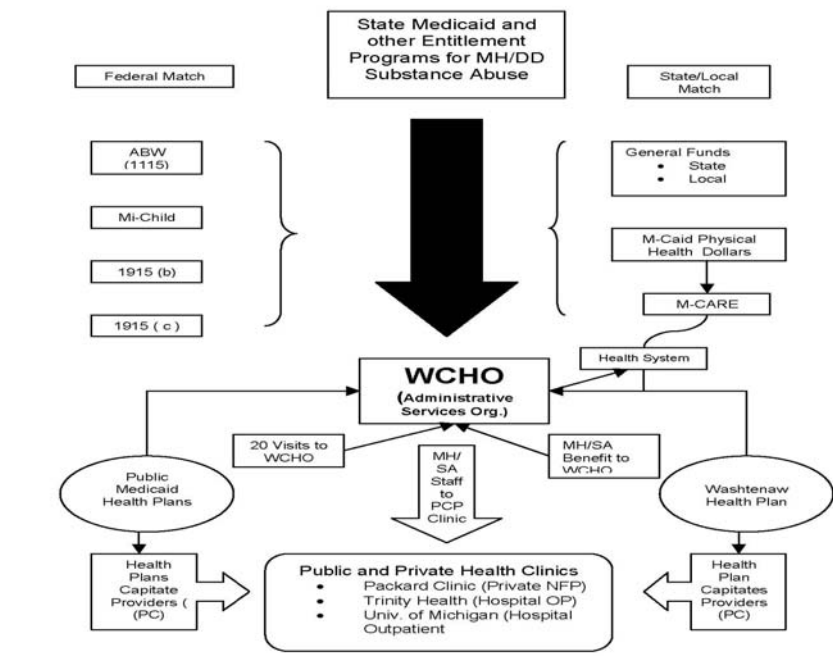 State Medicaid and
other Entitlement
Programs for MH/DD
Substance Abuse
Federal Match
State/Local
Match
ABW
(1115)
Mi-Child
1915 (b)
1915 ( c )
General Funds
• State
• Local
M-Caid Physical
Health Dollars
M-CARE
Health System
WCHO
(Administrative
Services Org.)
20 Visits to
WCHO
MH/
SA
Staff
to
PCP
Clinic
MH/SA
Benefit to
WCHO
Public
Medicaid
Health Plans
Washtenaw
Health Plan
Health
Plans
Capitate
Providers (
(PC)
Public and Private Health Clinics
• Packard Clinic (Private NFP)
• Trinity Health (Hospital OP)
• Univ. of Michigan (Hospital
Outpatient
Health
Plan
Capitates
Providers
(PC)